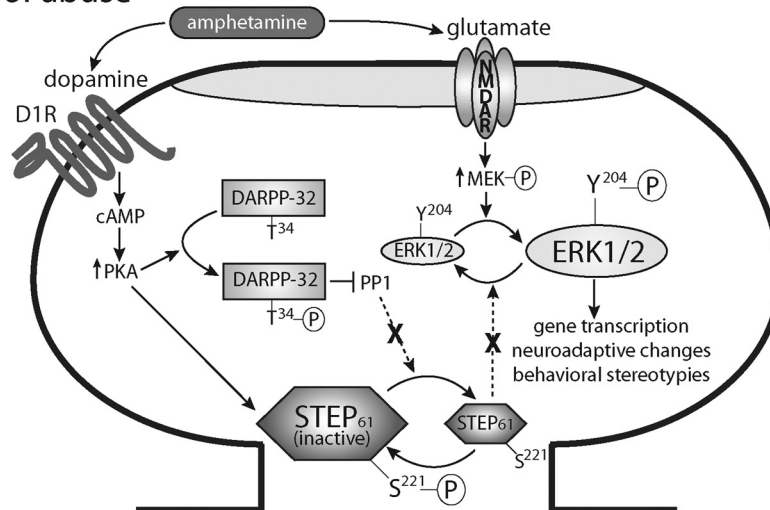 of abuse
amphetamine
glutamate
dopamine
D1R
NMDAR
↑MEK-P
cAMP
↑PKA
DARPP-32
T34
DARPP-32
T34-P
PP1
X
Y204
ERK1/2
Y204-P
ERK1/2
X
gene transcription
neuroadaptive changes
behavioral stereotypies
STEP61
(inactive)
S221-P
STEP61
S221